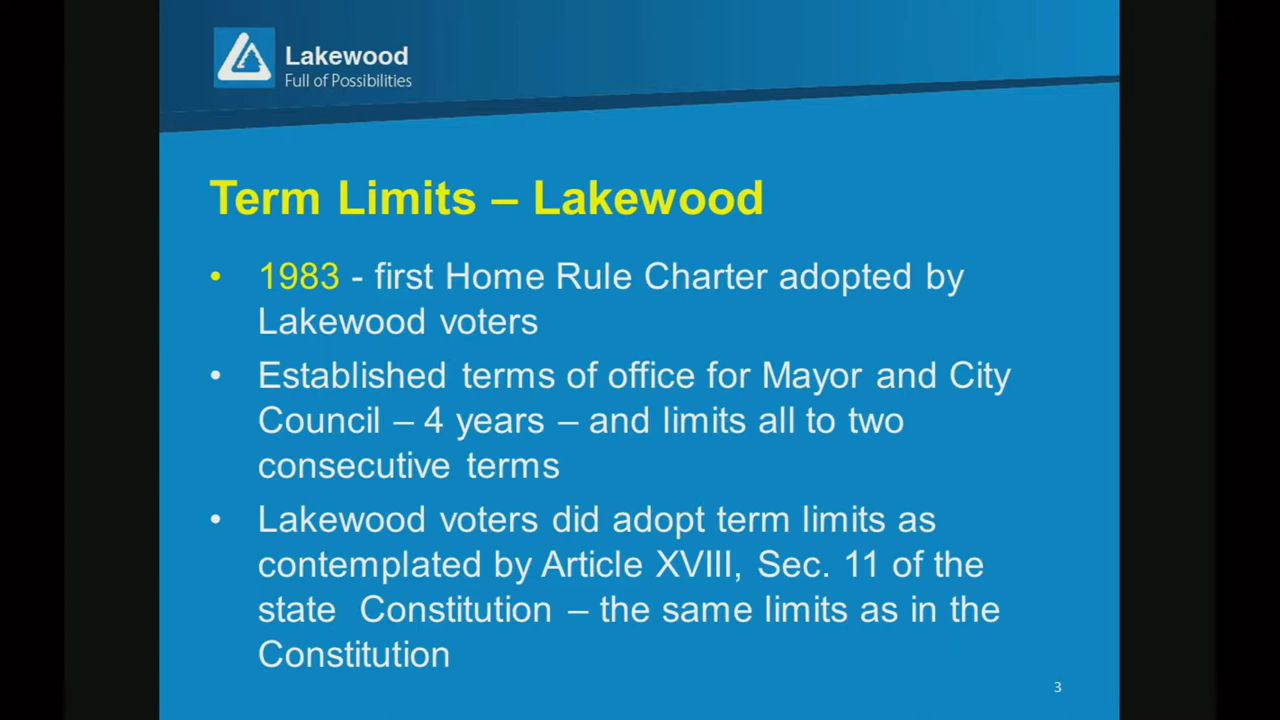 Lakewood
Full of Possibilities
Term Limits – Lakewood
• 1983 - first Home Rule Charter adopted by
Lakewood voters
• Established terms of office for Mayor and City
Council – 4 years – and limits all to two
consecutive terms
• Lakewood voters did adopt term limits as
contemplated by Article XVIII, Sec. 11 of the
state Constitution – the same limits as in the
Constitution
3